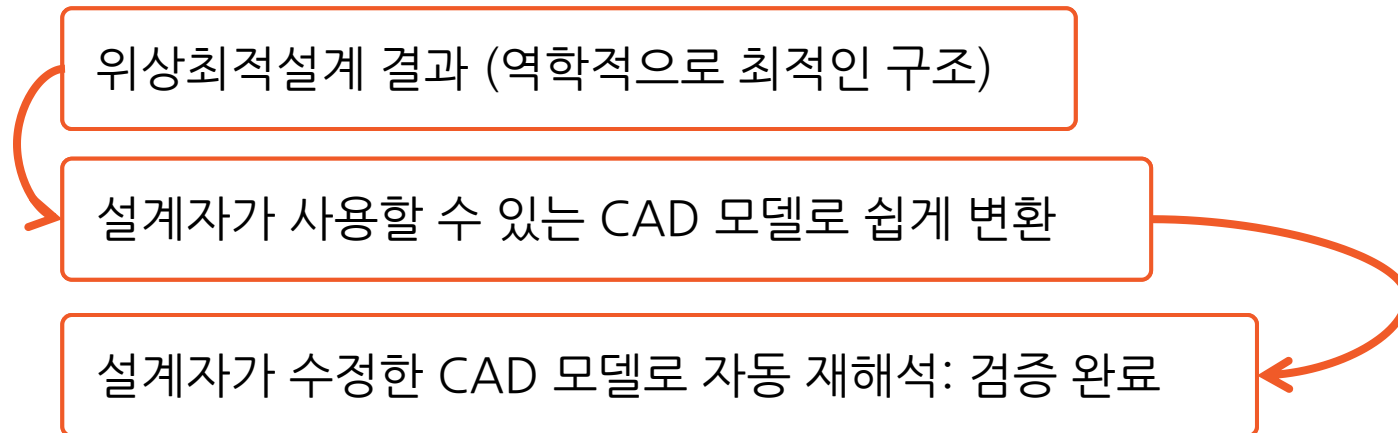 위상최적설계 결과 (역학적으로 최적인 구조)
설계자가 사용할 수 있는 CAD 모델로 쉽게 변환
설계자가 수정한 CAD 모델로 자동 재해석: 검증 완료